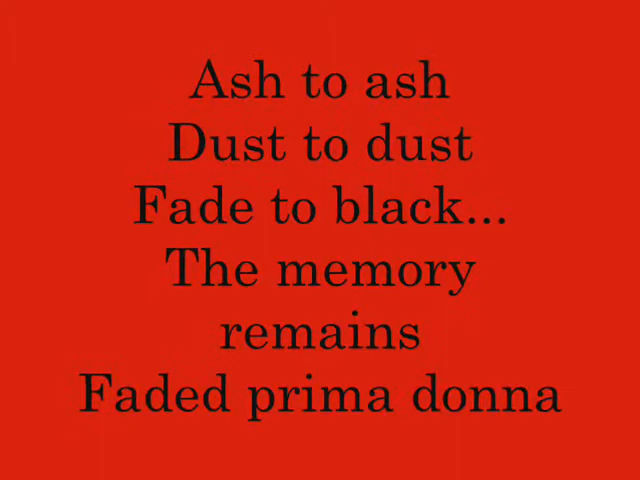 Ash to ash
Dust to dust
Fade to black...
The memory
remains
Faded prima donna